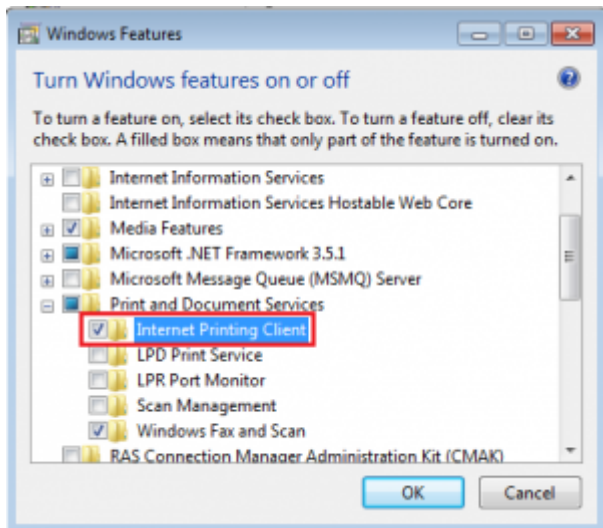 Windows Features
Turn Windows features on or off
To turn a feature on, select its check box. To turn a feature off, clear its
check box. A filled box means that only part of the feature is turned on.
Internet Information Services
Internet Information Services Hostable Web Core
Media Features
Microsoft .NET Framework 3.5.1
Microsoft Message Queue (MSMQ) Server
Print and Document Services
Internet Printing Client
LPD Print Service
LPR Port Monitor
Scan Management
Windows Fax and Scan
RAS Connection Manager Administration Kit (CMAK)
OK Cancel